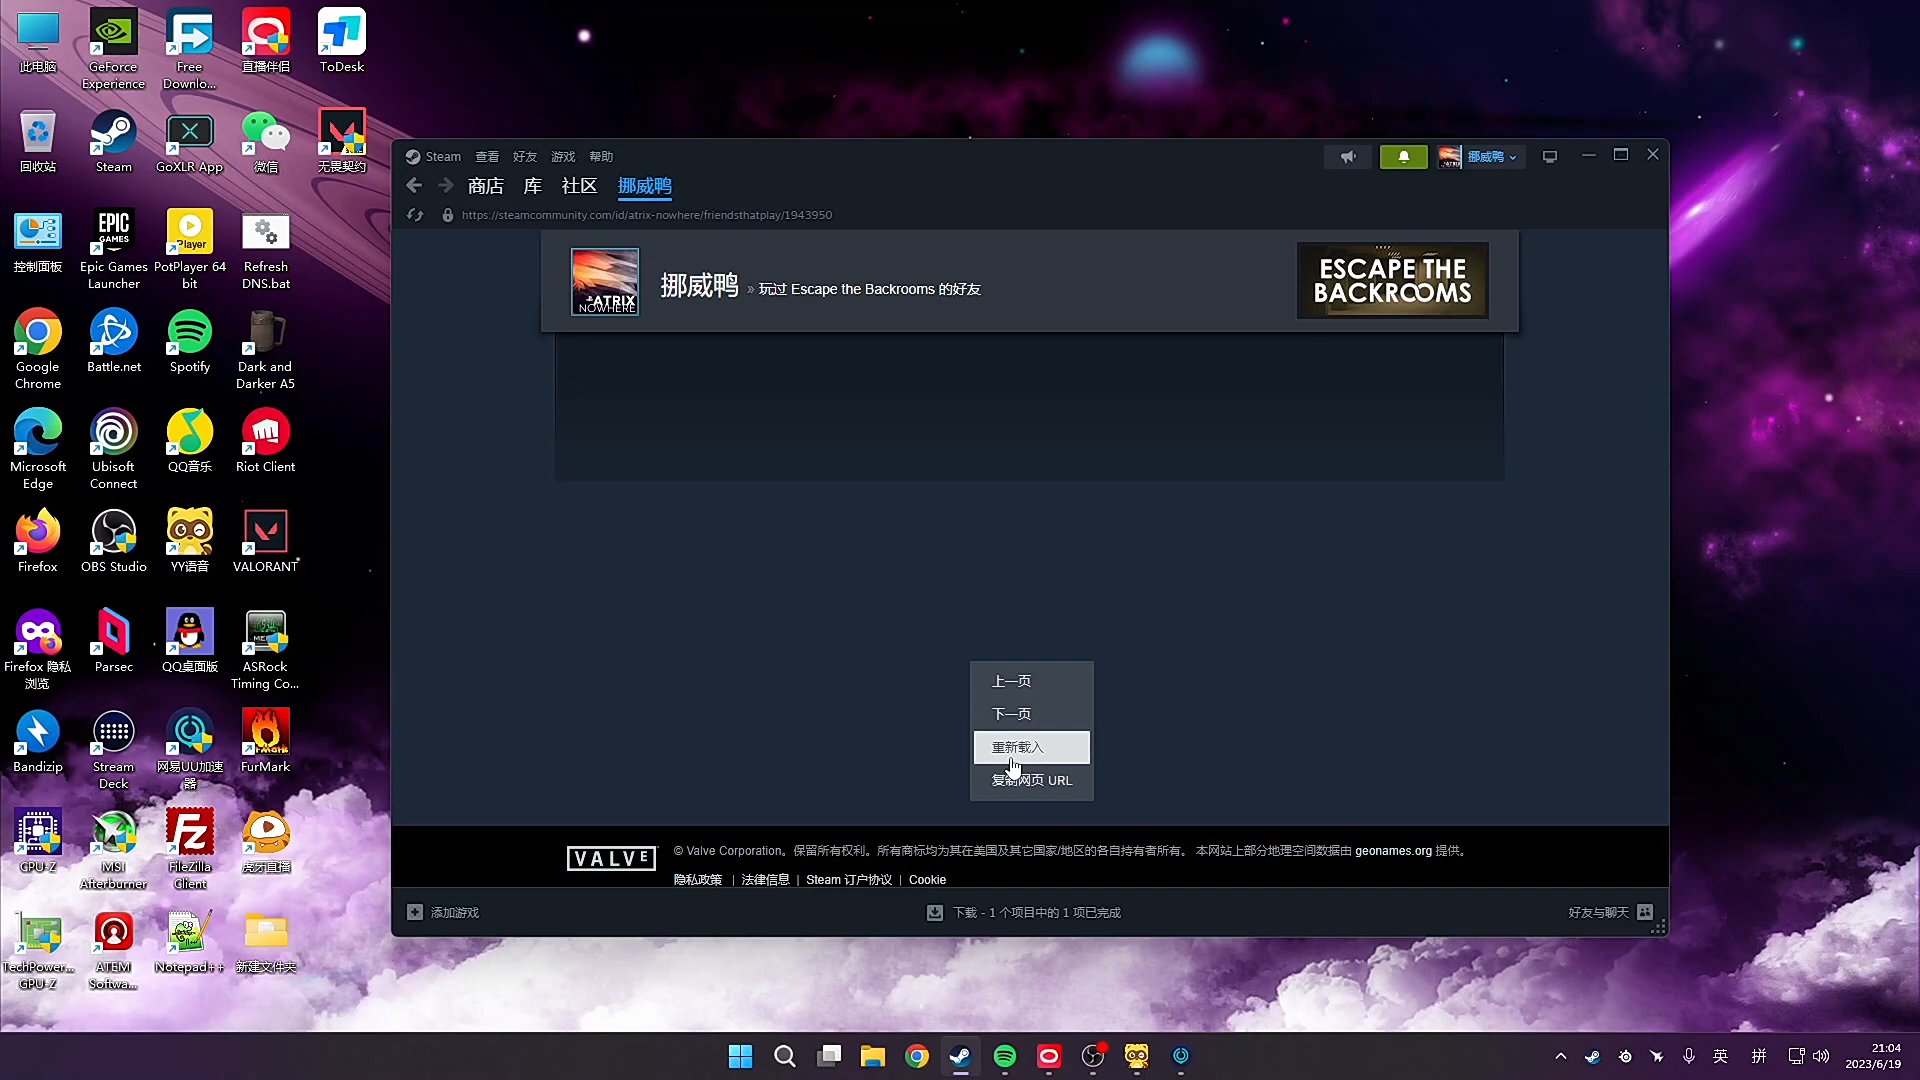 此电脑
GeForce
Experience
Free
Downlo...
直播伴侣
ToDesk
回收站
Steam
GoXLR App
微信
无畏契约
控制面板
EPIC
GAMES
Epic Games
Launcher
Player
PotPlayer 64
bit
Refresh
DNS.bat
Google
Chrome
Battle.net
Spotify
Dark and
Darker A5
Microsoft
Edge
Ubisoft
Connect
QQ音乐
Riot Client
Firefox
OBS Studio
YY语音
VALORANT
Firefox 隐私
浏览
Parsec
QQ桌面版
ASRock
Timing Co...
Bandizip
Stream
Deck
网易UU加速
器
FurMark
GPU-Z
MSI
Afterburner
FileZilla
Client
虎牙直播
TechPower...
GPU-Z
ATEM
Softwa...
Notepad++
新建文件夹
Steam 查看 好友 游戏 帮助
挪威鸭
商店 库 社区 挪威鸭
https://steamcommunity.com/id/atrix-nowhere/friendsthatplay/1943950
ATRIX
NOWHERE
挪威鸭 » 玩过 Escape the Backrooms 的好友
ESCAPE THE
BACKROOMS
上一页
下一页
重新载入
复制网页 URL
VALVE
© Valve Corporation。保留所有权利。所有商标均为其在美国及其它国家/地区的各自持有者所有。 本网站上部分地理空间数据由 geonames.org 提供。
隐私政策 | 法律信息 | Steam 订户协议 | Cookie
添加游戏
下载 - 1 个项目中的 1 项已完成
好友与聊天
英
拼
21:04
2023/6/19